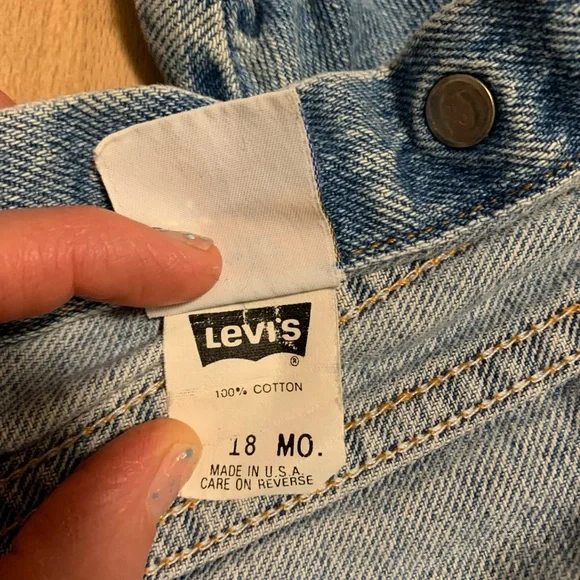 Levi's
®
100% COTTON
18 MO.
MADE IN U.S.A.
CARE ON REVERSE